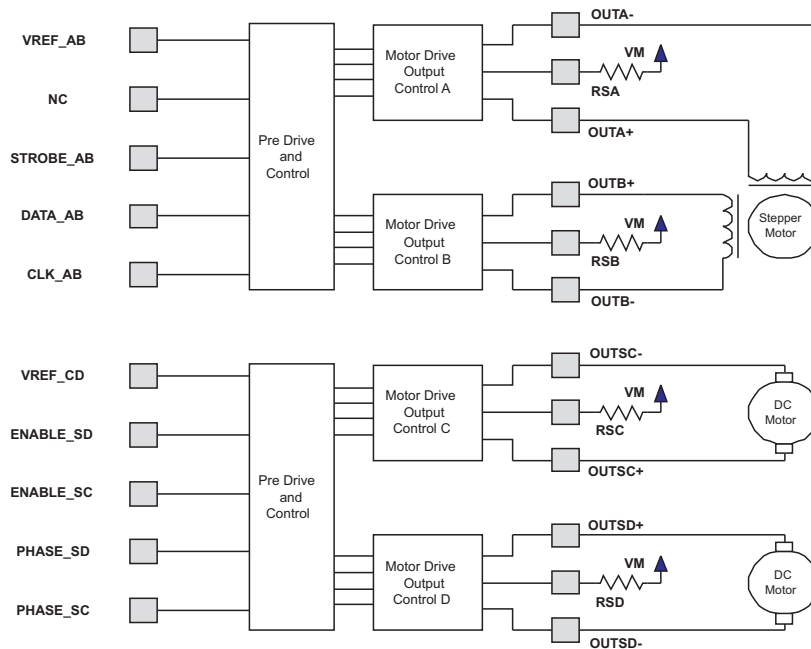 VREF_AB
NC
STROBE_AB
DATA_AB
CLK_AB
Pre Drive
and
Control
Motor Drive
Output
Control A
OUTA-
VM
RSA
OUTA+
Motor Drive
Output
Control B
OUTB+
VM
RSB
OUTB-
Stepper
Motor
VREF_CD
ENABLE_SD
ENABLE_SC
PHASE_SD
PHASE_SC
Pre Drive
and
Control
Motor Drive
Output
Control C
OUTSC-
VM
RSC
OUTSC+
DC
Motor
Motor Drive
Output
Control D
OUTSD+
VM
RSD
OUTSD-
DC
Motor